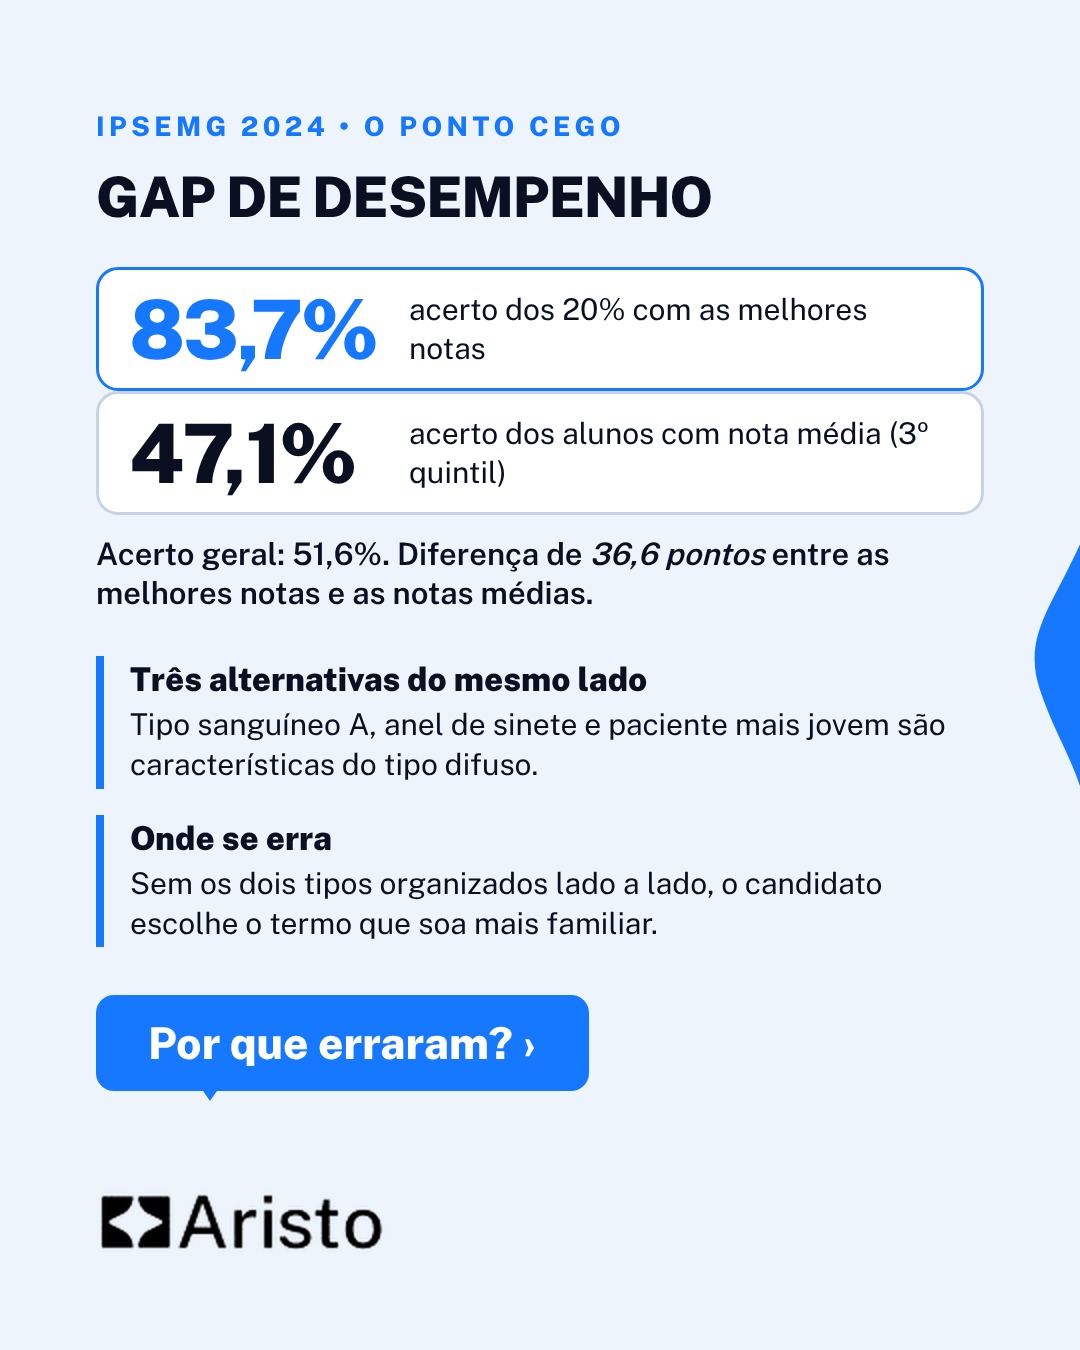 IPSEMG 2024 • O PONTO CEGO
GAP DE DESEMPENHO
83,7%
acerto dos 20% com as melhores
notas
47,1%
acerto dos alunos com nota média (3º
quintil)
Acerto geral: 51,6%. Diferença de 36,6 pontos entre as
melhores notas e as notas médias.
Três alternativas do mesmo lado
Tipo sanguíneo A, anel de sinete e paciente mais jovem são
características do tipo difuso.
Onde se erra
Sem os dois tipos organizados lado a lado, o candidato
escolhe o termo que soa mais familiar.
Por que erraram? ›
Aristo